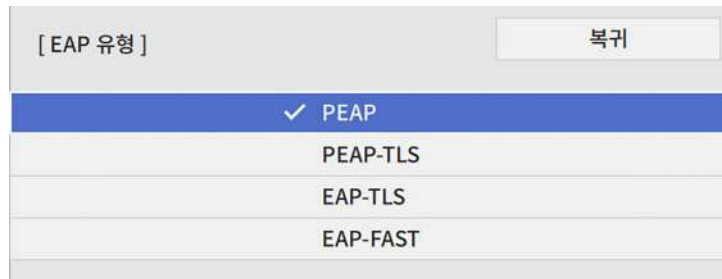 [ EAP 유형 ]
복귀
PEAP
PEAP-TLS
EAP-TLS
EAP-FAST